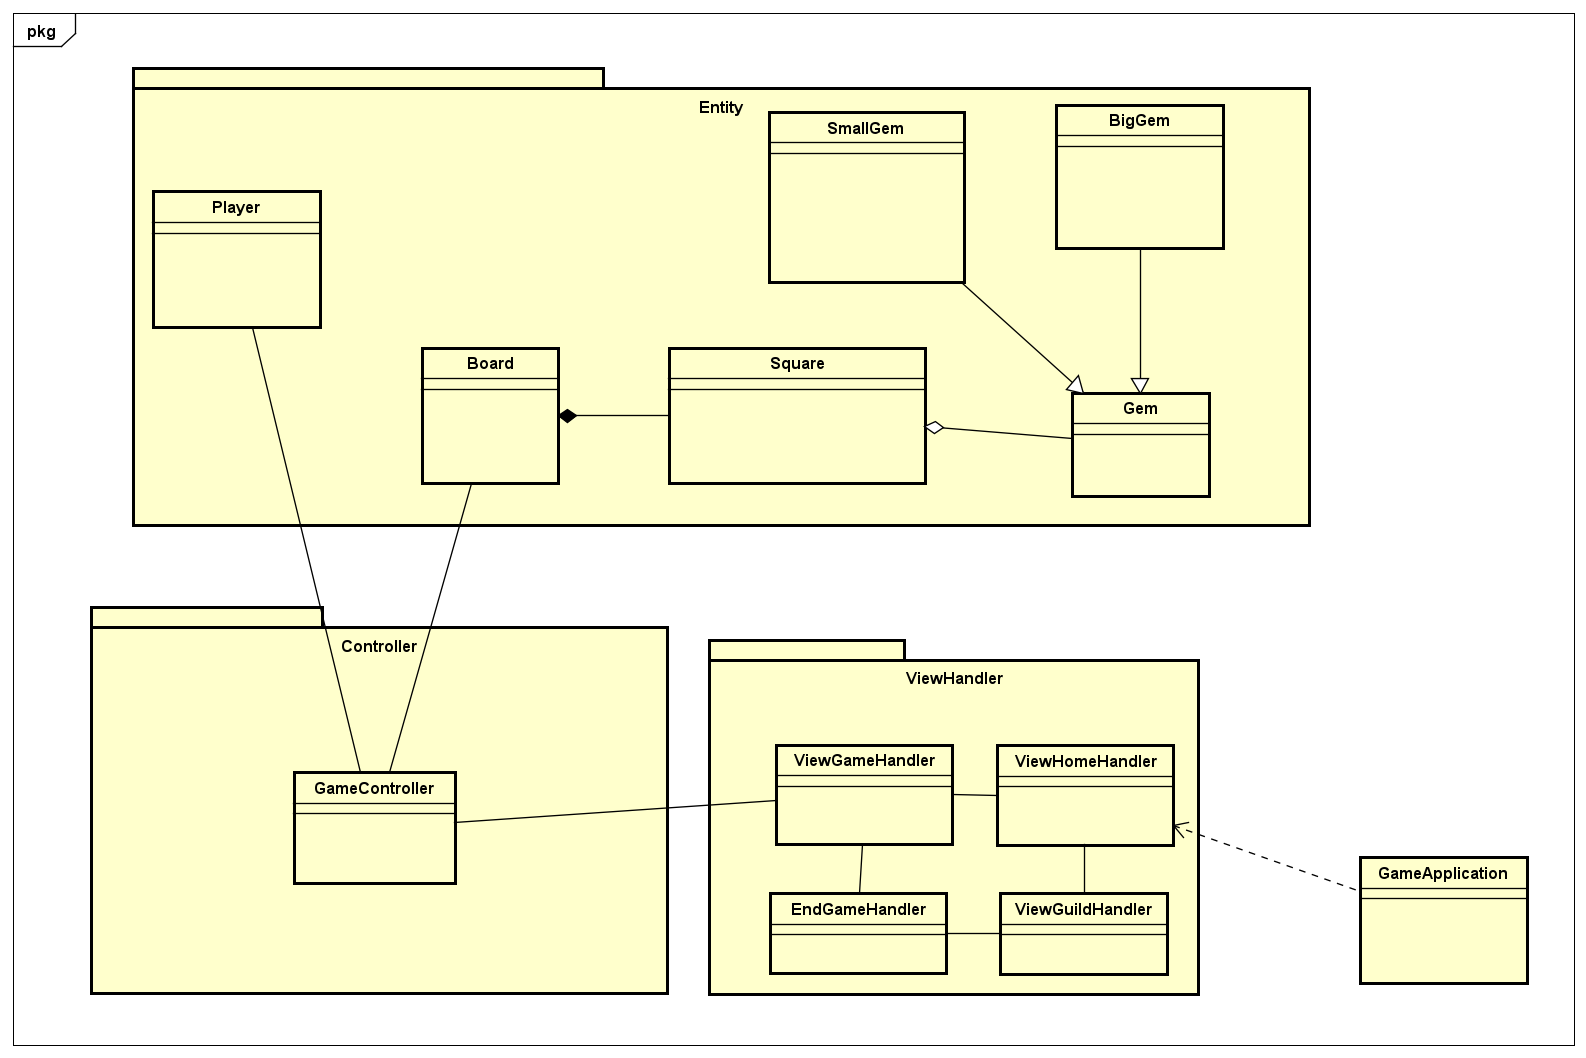 pkg
Entity
SmallGem
BigGem
Player
Board
Square
Gem
Controller
ViewHandler
GameController
ViewGameHandler
ViewHomeHandler
EndGameHandler
ViewGuildHandler
GameApplication